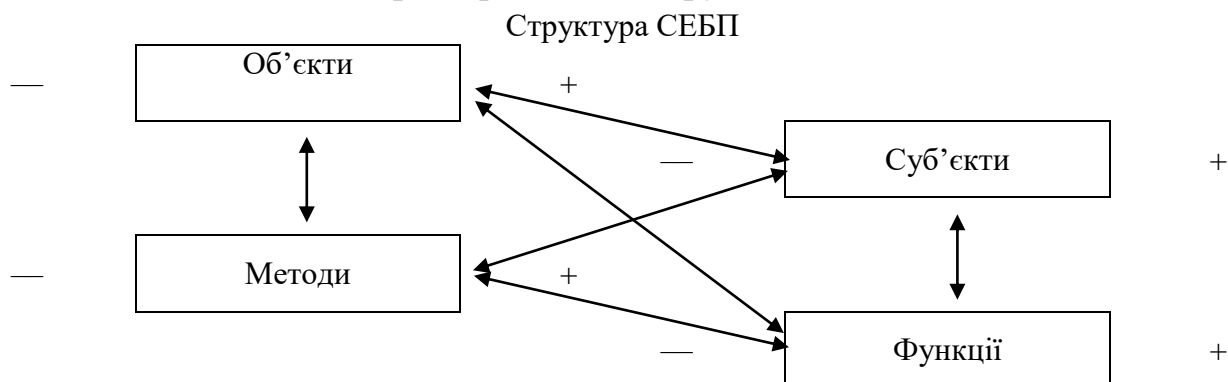 Структура СЕБП
Об’єкти
— +
— Суб’єкти +
Методи
— +
— Функції +